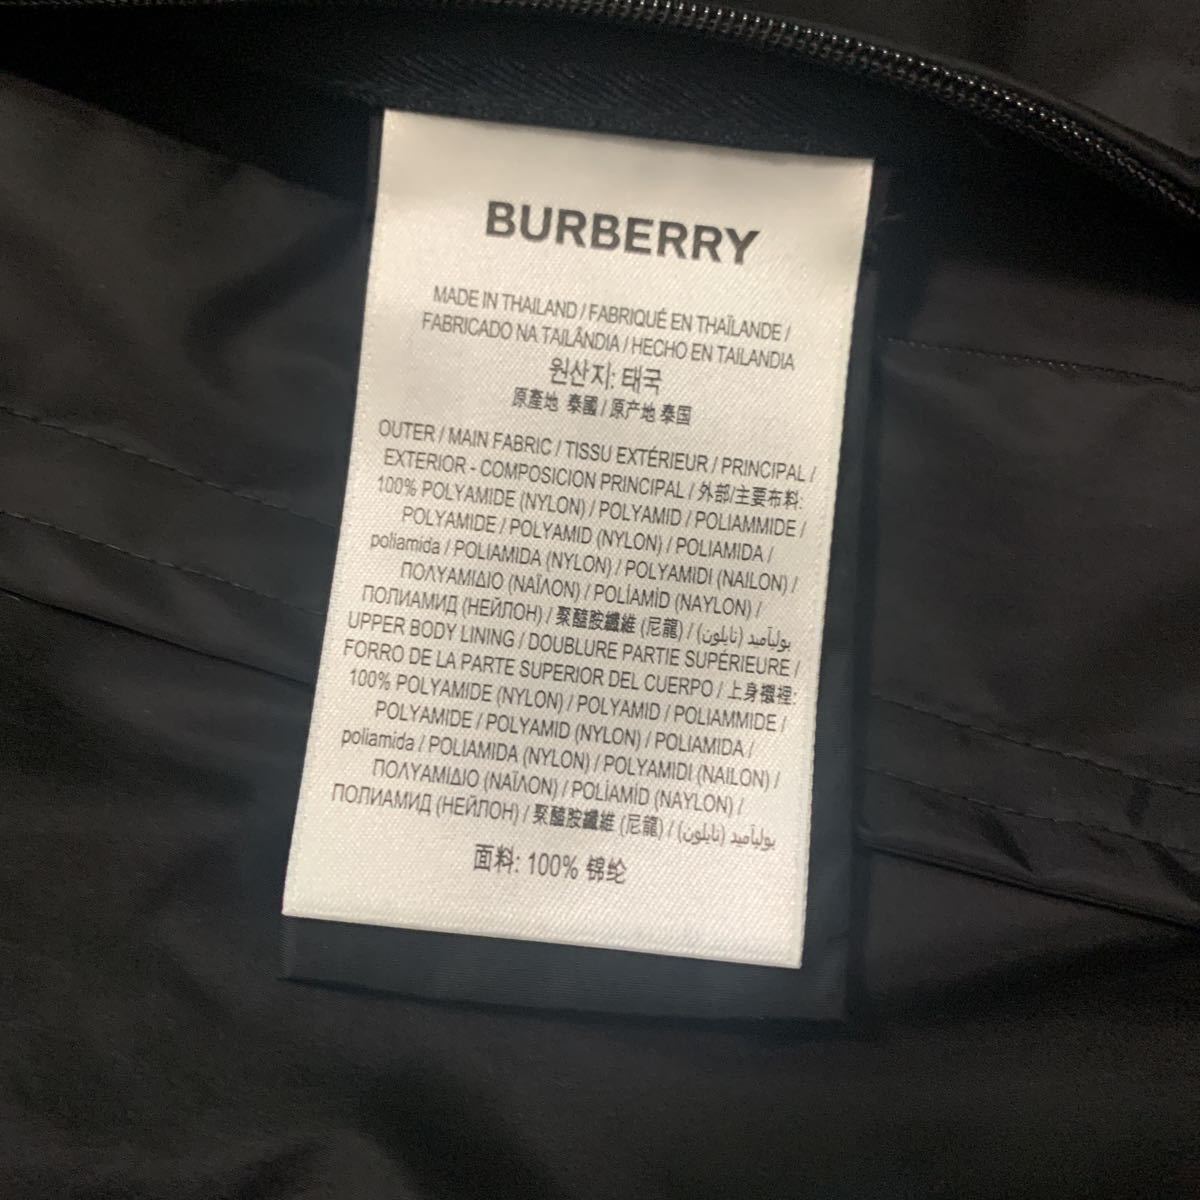 BURBERRY
MADE IN THAILAND / FABRIQUÉ EN THAÏLANDE /
FABRICADO NA TAILÂNDIA / HECHO EN TAILANDIA
원산지: 태국
原產地 泰國 / 原产地 泰国
OUTER / MAIN FABRIC / TISSU EXTÉRIEUR / PRINCIPAL /
EXTERIOR - COMPOSICION PRINCIPAL / 外部/主要布料:
100% POLYAMIDE (NYLON) / POLYAMID / POLIAMMIDE /
POLYAMIDE / POLYAMID (NYLON) / POLIAMIDA /
poliamida / POLIAMIDA (NYLON) / POLYAMIDI (NAILON) /
ΠΟΛΥΑΜΙΔΙΟ (ΝΑΪΛΟΝ) / POLİAMİD (NAYLON) /
ПОЛИАМИД (НЕЙЛОН) / 聚醯胺纖維 (尼龍) / بوليآميد (نايلون)
UPPER BODY LINING / DOUBLURE PARTIE SUPÉRIEURE /
FORRO DE LA PARTE SUPERIOR DEL CUERPO / 上身襯裡:
100% POLYAMIDE (NYLON) / POLYAMID / POLIAMMIDE /
POLYAMIDE / POLYAMID (NYLON) / POLIAMIDA /
poliamida / POLIAMIDA (NYLON) / POLYAMIDI (NAILON) /
ΠΟΛΥΑΜΙΔΙΟ (ΝΑΪΛΟΝ) / POLİAMİD (NAYLON) /
ПОЛИАМИД (НЕЙЛОН) / 聚醯胺纖維 (尼龍) / بوليآميد (نايلون)
面料: 100% 锦纶